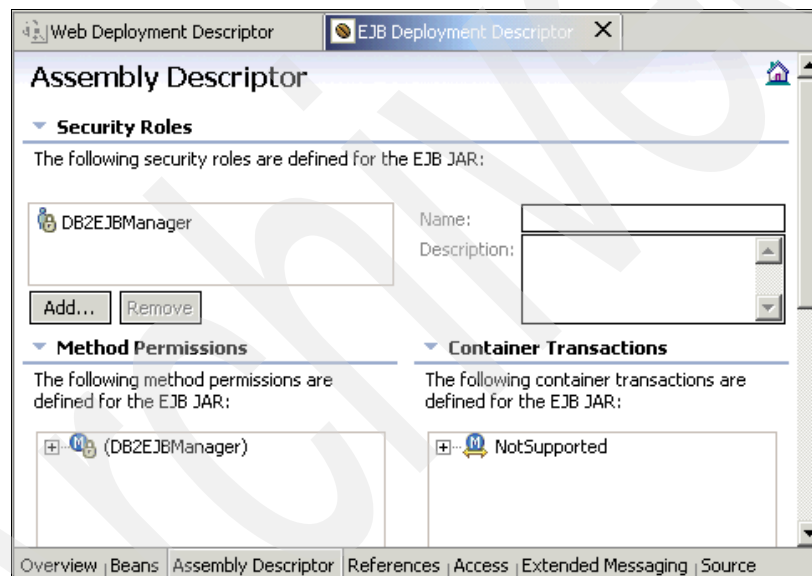 Web Deployment Descriptor EJB Deployment Descriptor
Assembly Descriptor
Security Roles
The following security roles are defined for the EJB JAR:
DB2EJBManager
Name:
Description:
Add... Remove
Method Permissions
The following method permissions are
defined for the EJB JAR:
(DB2EJBManager)
Container Transactions
The following container transactions are
defined for the EJB JAR:
NotSupported
Overview Beans Assembly Descriptor References Access Extended Messaging Source